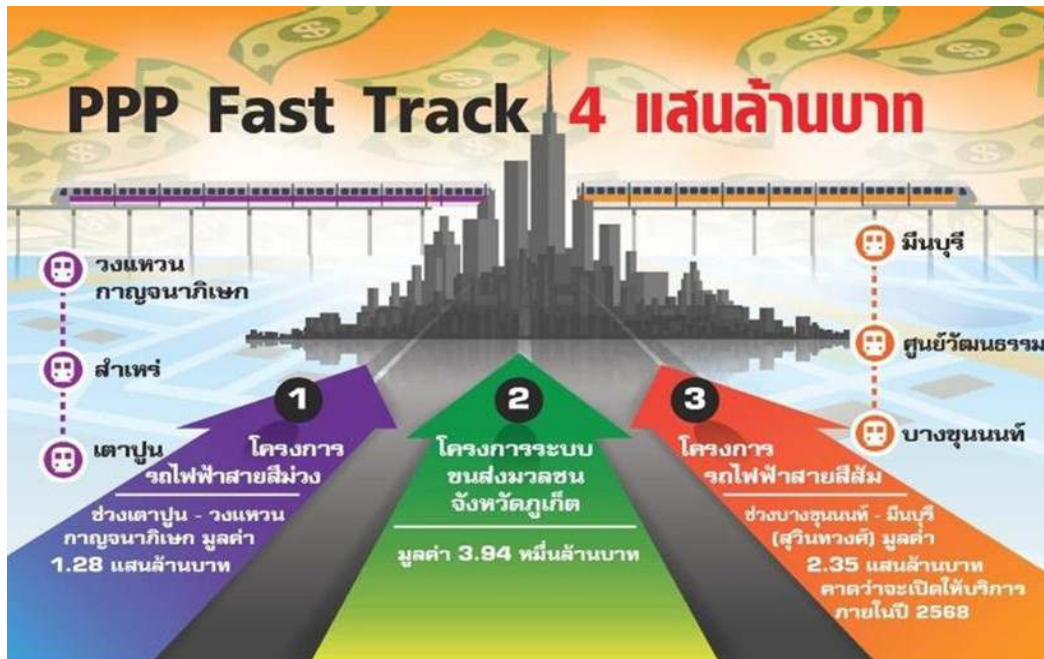 PPP Fast Track 4 แสนล้านบาท
วงแหวน
กาญจนาภิเษก
สำเหร่
เตาปูน
มีนบุรี
ศูนย์วัฒนธรรม
บางขุนนนท์
1
โครงการ
รถไฟฟ้าสายสีม่วง
ช่วงเตาปูน - วงแหวน
กาญจนาภิเษก มูลค่า
1.28 แสนล้านบาท
2
โครงการระบบ
ขนส่งมวลชน
จังหวัดภูเก็ต
มูลค่า 3.94 หมื่นล้านบาท
3
โครงการ
รถไฟฟ้าสายสีส้ม
ช่วงบางขุนนนท์ - มีนบุรี
(สุวินทวงศ์) มูลค่า
2.35 แสนล้านบาท
คาดว่าจะเปิดให้บริการ
ภายในปี 2568